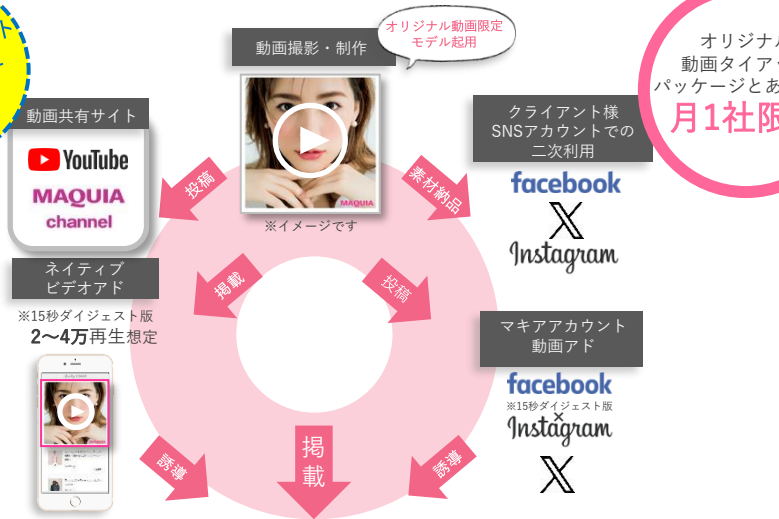 ト
オリジナル動画限定
モデル起用
動画撮影・制作
MAQUIA
※イメージです
オリジナル
動画タイア
パッケージとあ
月1社限
動画共有サイト
YouTube
MAQUIA
channel
投稿
素材納品
クライアント様
SNSアカウントでの
二次利用
facebook
X
Instagram
ネイティブ
ビデオアド
※15秒ダイジェスト版
2〜4万再生想定
掲載
投稿
マキアアカウント
動画アド
facebook
※15秒ダイジェスト版
×
Instagram
X
誘導
掲
載
誘導